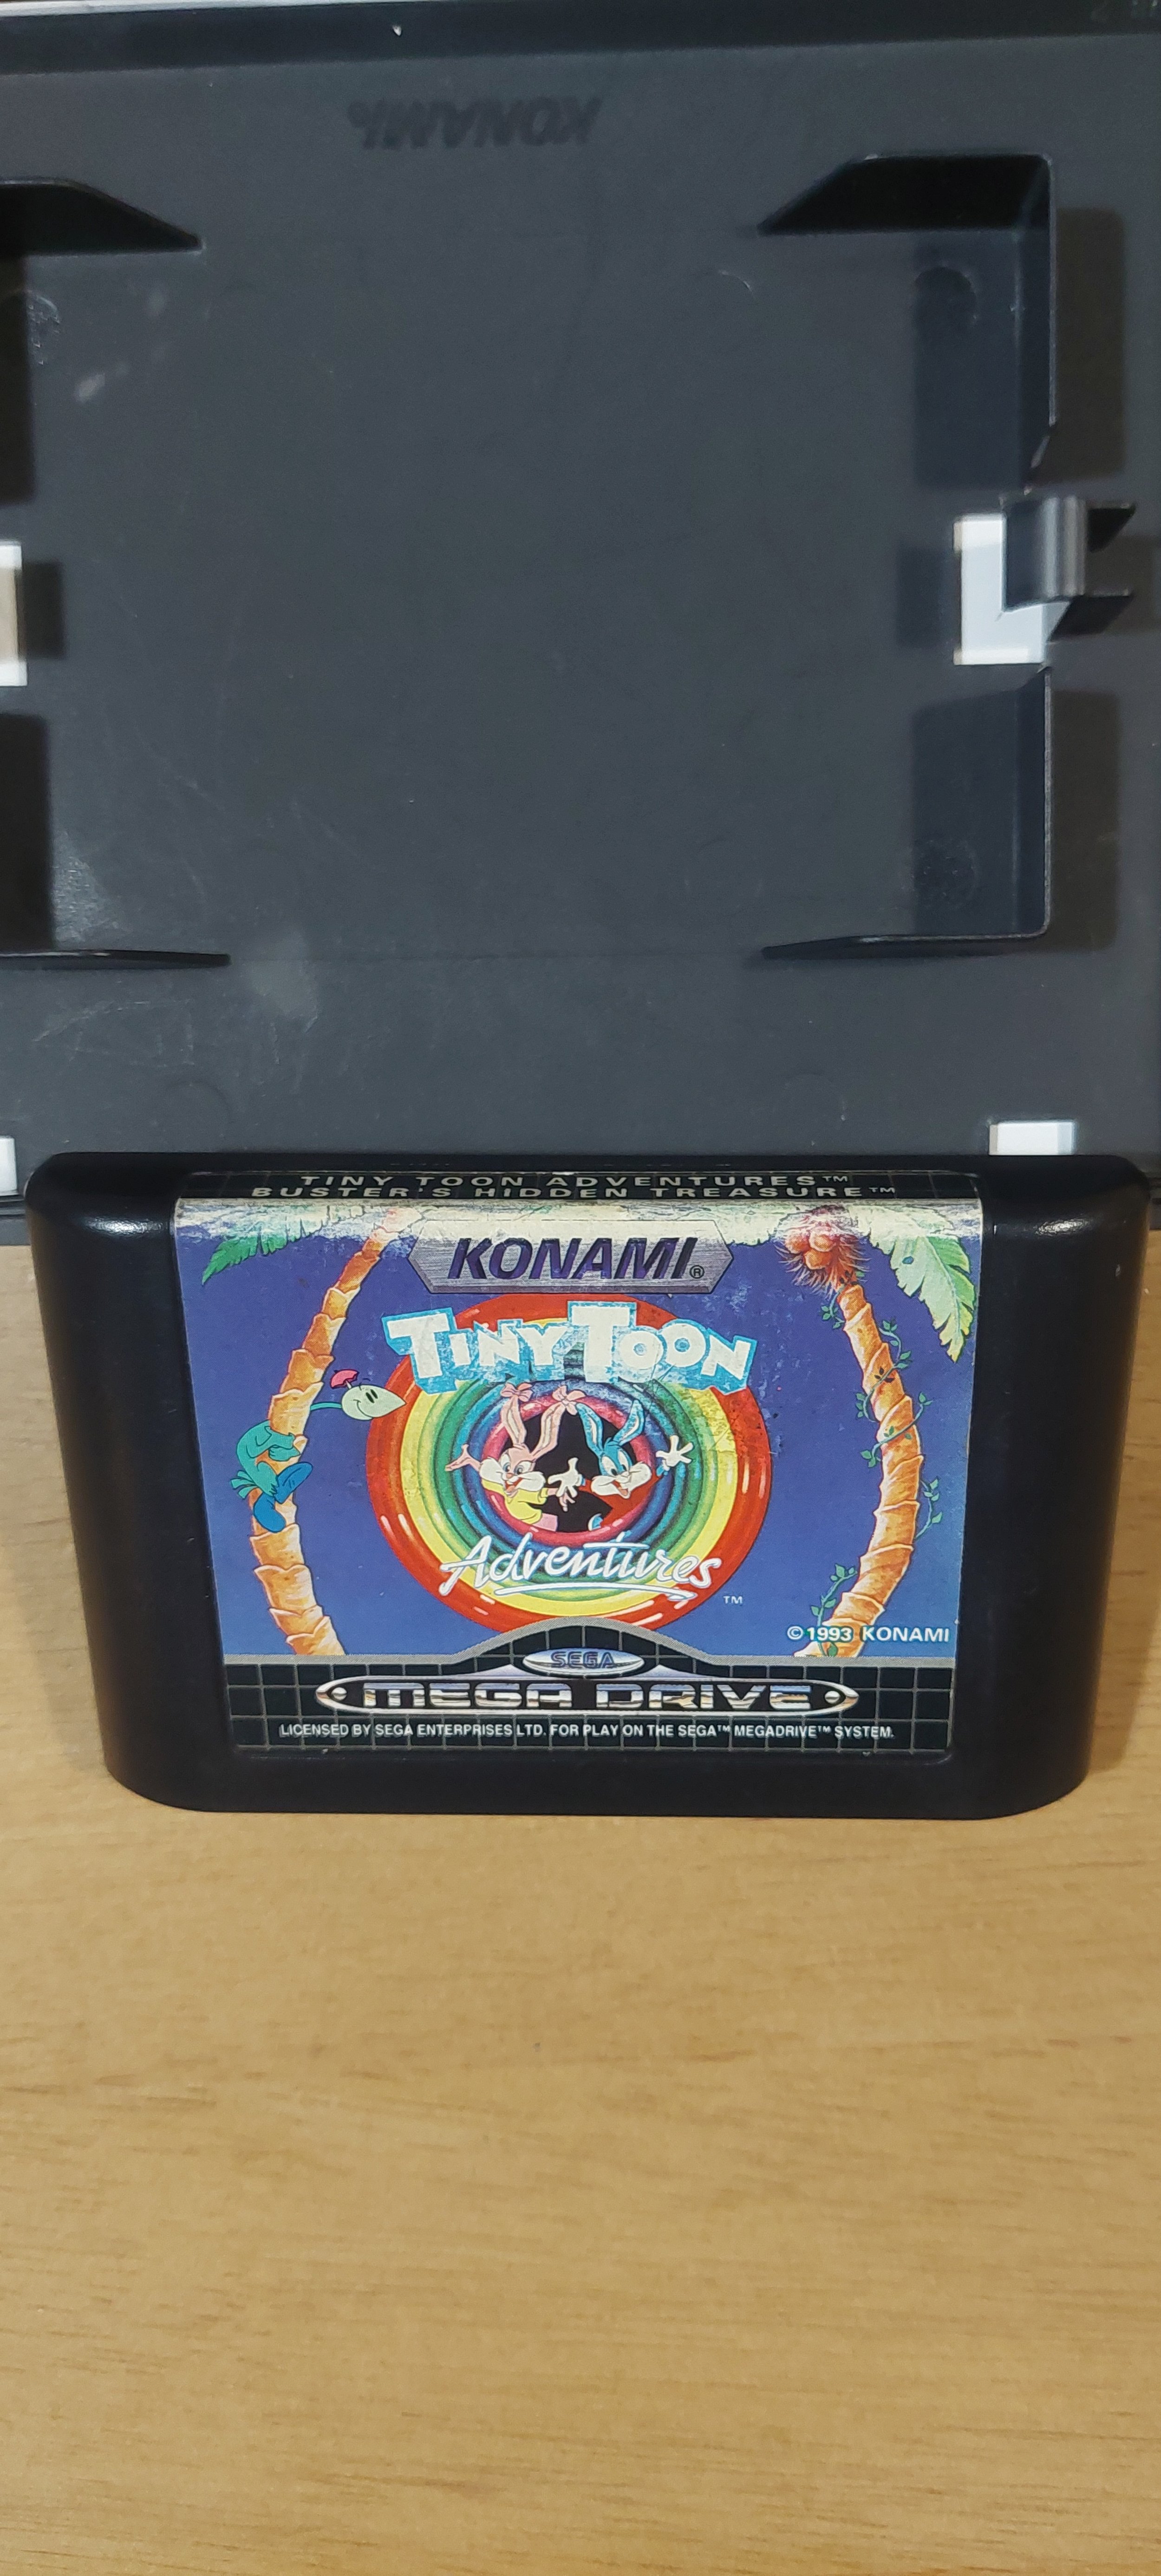 KONAMI®
TINY TOON ADVENTURES™
BUSTER'S HIDDEN TREASURE™
KONAMI®
TINY TOON
Adventures
TM
©1993 KONAMI
SEGA
MEGA DRIVE
LICENSED BY SEGA ENTERPRISES LTD. FOR PLAY ON THE SEGA™ MEGADRIVE™ SYSTEM.